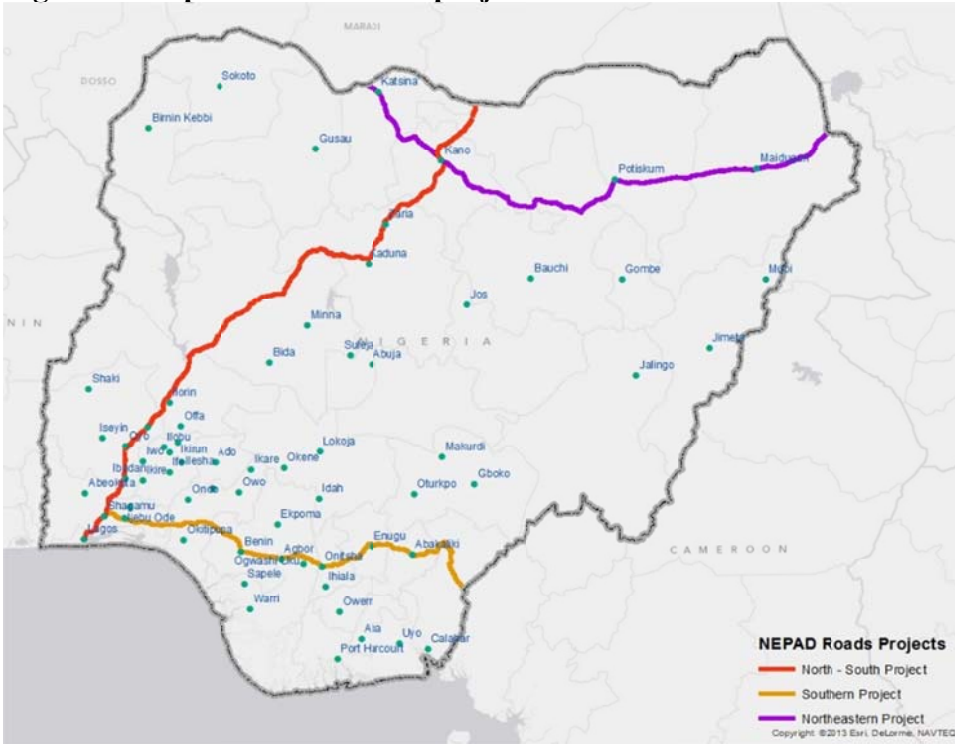 MARADI
DOSSO
Sokoto
Katsina
Birnin Kebbi
Gusau
Kano
Potiskum
Zaria
Kaduna
Bauchi
Gombe
Mubi
Jos
Minna
NIN
NIGERIA
Suleja
Abuja
Bida
Jimeta
Jalingo
Shaki
Ilorin
Offa
Iseyin
Oyo
Ilobu
Iwo
Ikirun
Ife
Ilesha
Ado
Ikare
Okene
Lokoja
Makurdi
Ibadan
Ikire
Gboko
Abeokuta
Ondo
Owo
Idah
Oturkpo
Shagamu
Ijebu Ode
Ekpoma
Lagos
Okitipupa
Benin
Agbor
Onitsha
Enugu
Abakaliki
Ogwashi-Uku
CAMEROON
Sapele
Ihiala
Warri
Owerri
Aba
Uyo
Calabar
Port Harcourt
NEPAD Roads Projects
North - South Project
Southern Project
Northeastern Project
Copyright ©2013 Esri, DeLorme, NAVTEQ